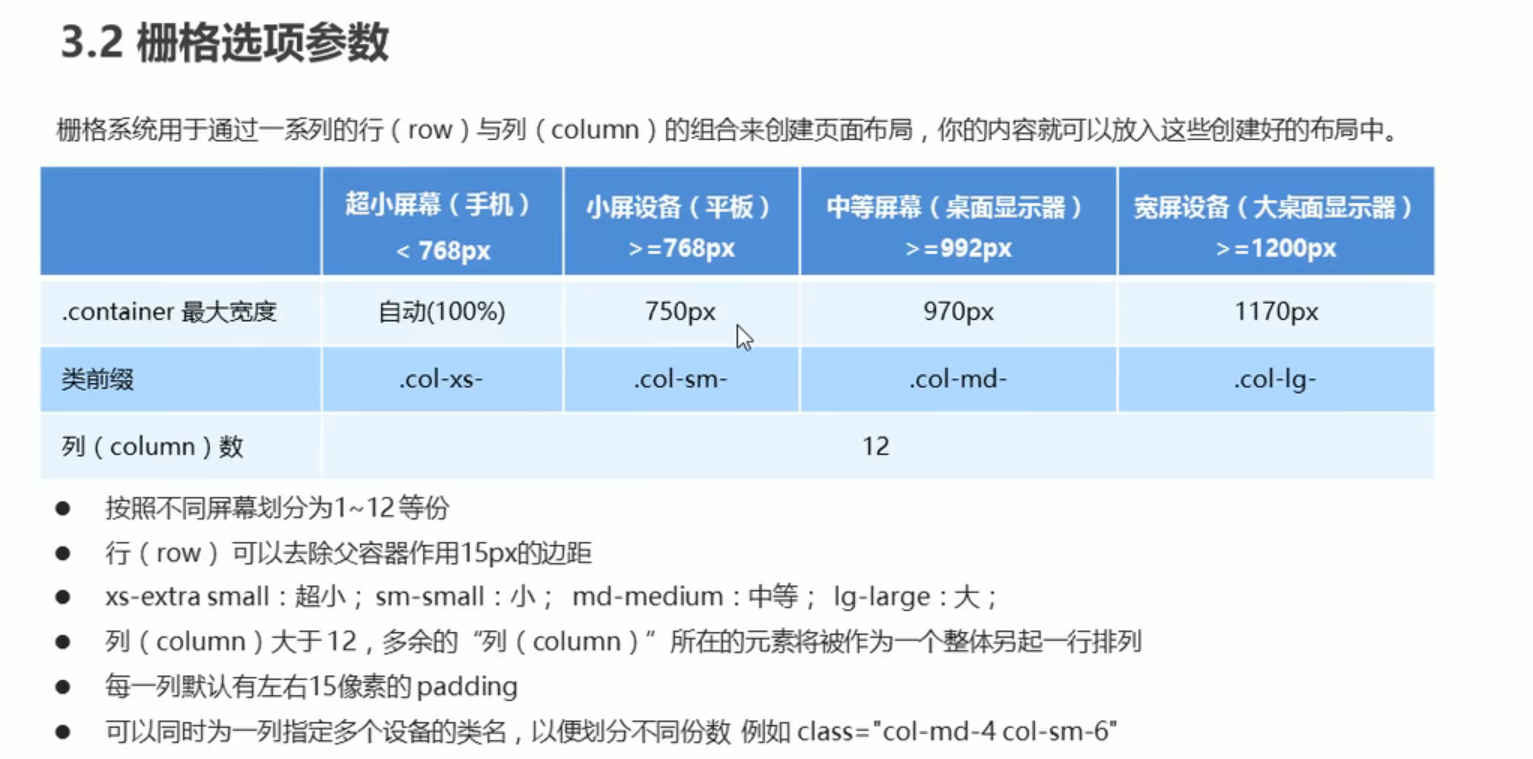 3.2 栅格选项参数
栅格系统用于通过一系列的行（row）与列（column）的组合来创建页面布局，你的内容就可以放入这些创建好的布局中。
超小屏幕（手机） 小屏设备（平板） 中等屏幕（桌面显示器） 宽屏设备（大桌面显示器）
< 768px >=768px >=992px >=1200px
.container 最大宽度 自动(100%) 750px 970px 1170px
类前缀 .col-xs- .col-sm- .col-md- .col-lg-
列（column）数 12
● 按照不同屏幕划分为1~12 等份
● 行（row） 可以去除父容器作用15px的边距
● xs-extra small：超小； sm-small：小； md-medium：中等； lg-large：大；
● 列（column）大于 12，多余的“列（column）”所在的元素将被作为一个整体另起一行排列
● 每一列默认有左右15像素的 padding
● 可以同时为一列指定多个设备的类名，以便划分不同份数 例如 class="col-md-4 col-sm-6"